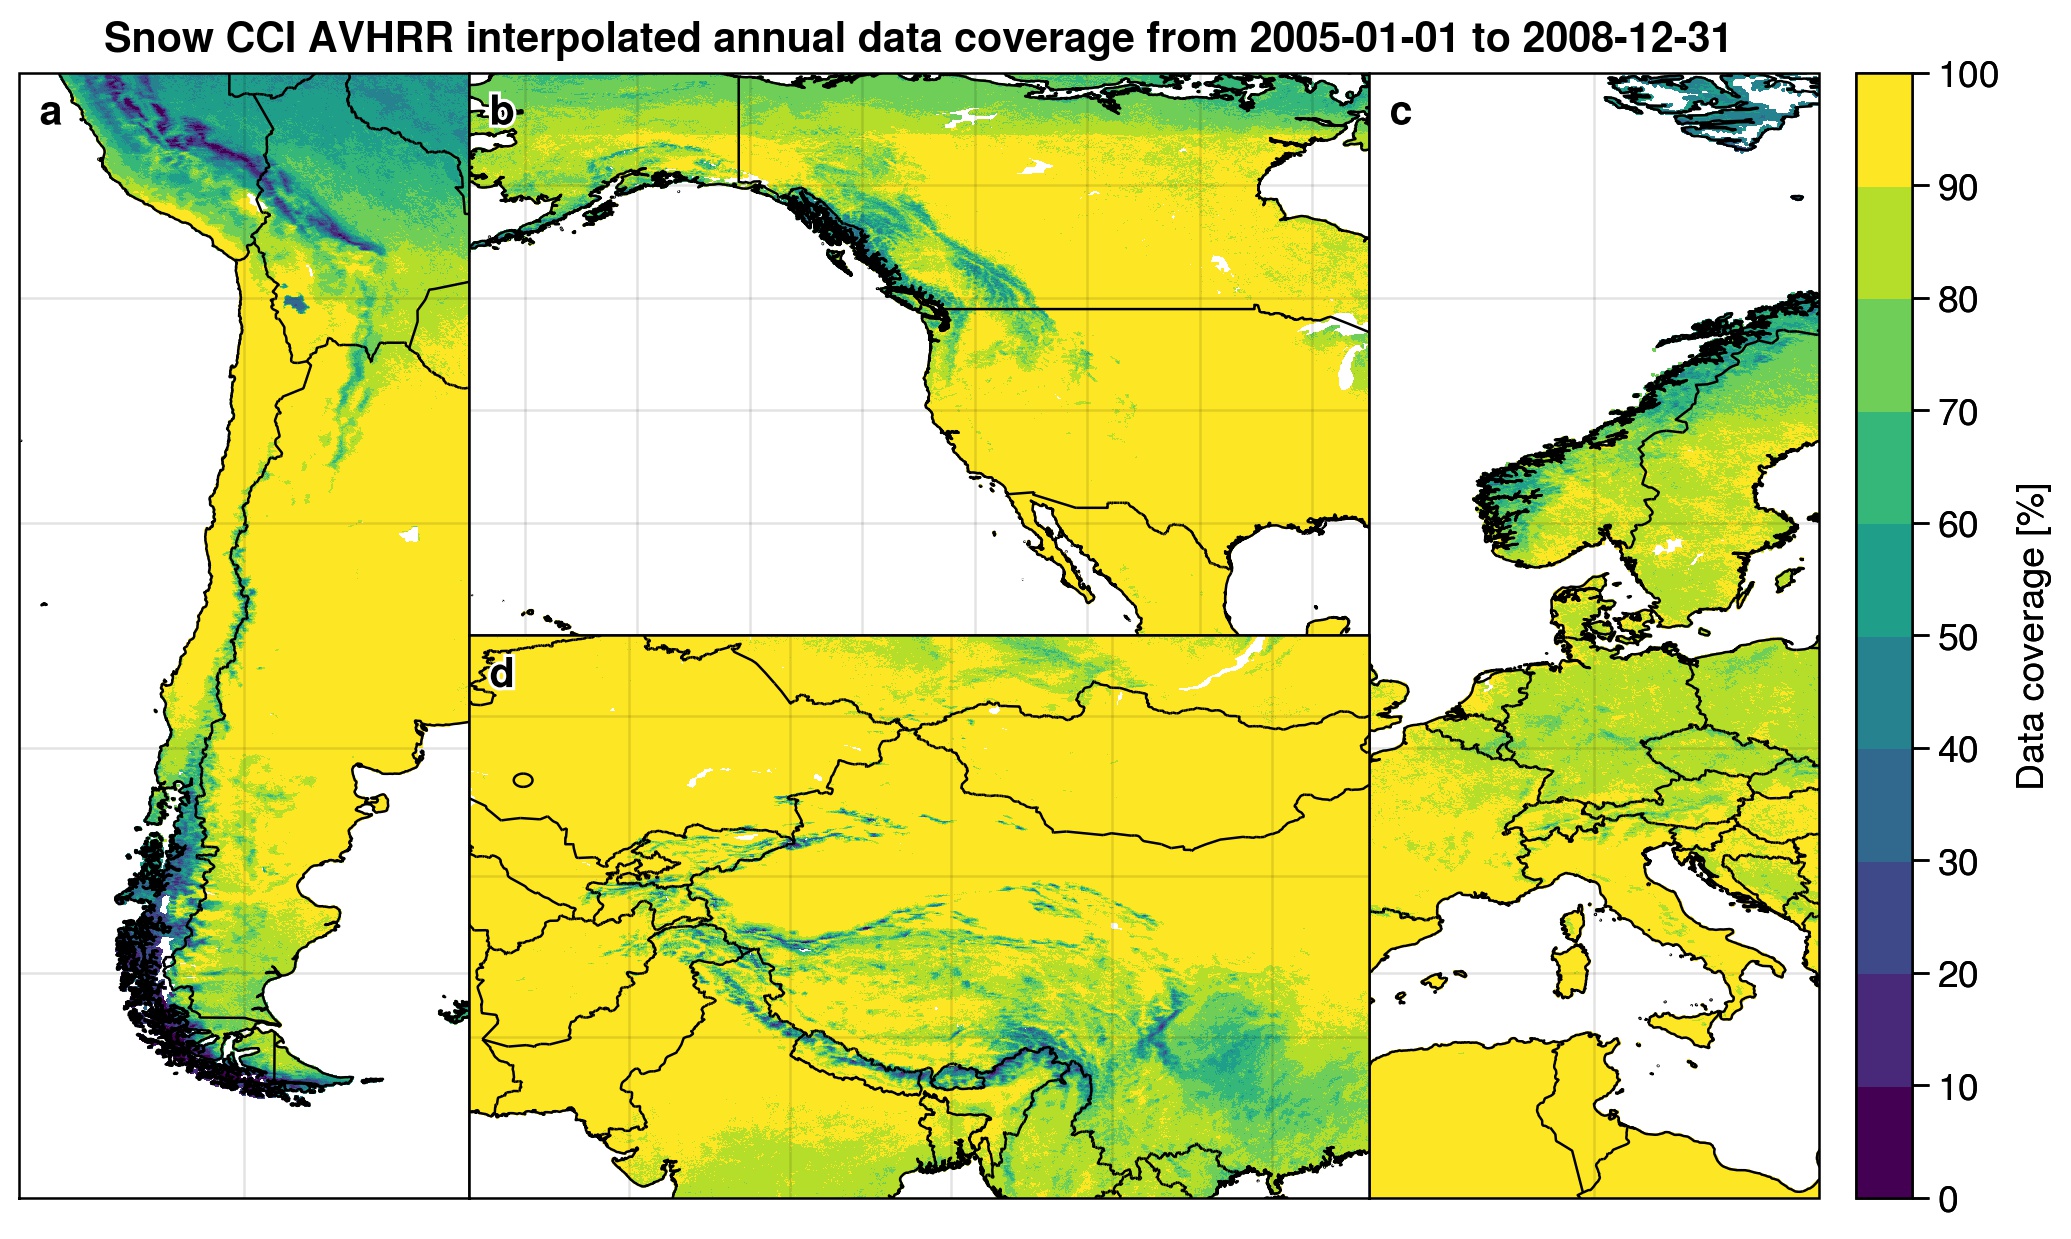 Snow CCI AVHRR interpolated annual data coverage from 2005-01-01 to 2008-12-31
a
b
c
d
100
90
80
70
60
50
40
30
20
10
0
Data coverage [%]